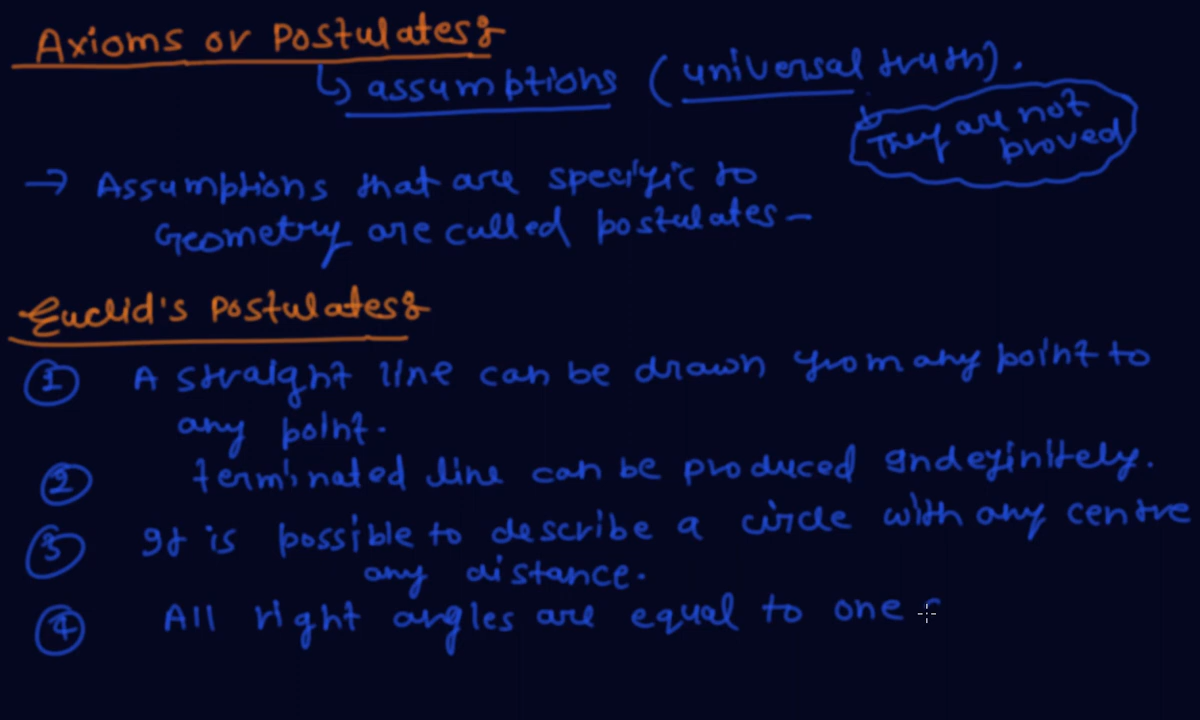 Axioms or Postulates
↳ assumptions (universal truth).
They are not
proved
→ Assumptions that are specific to
Geometry are called postulates –
Euclid's Postulates
① A straight line can be drawn from any point to
any point.
② terminated line can be produced indefinitely.
③ It is possible to describe a circle with any centre
any distance.
④ All right angles are equal to one